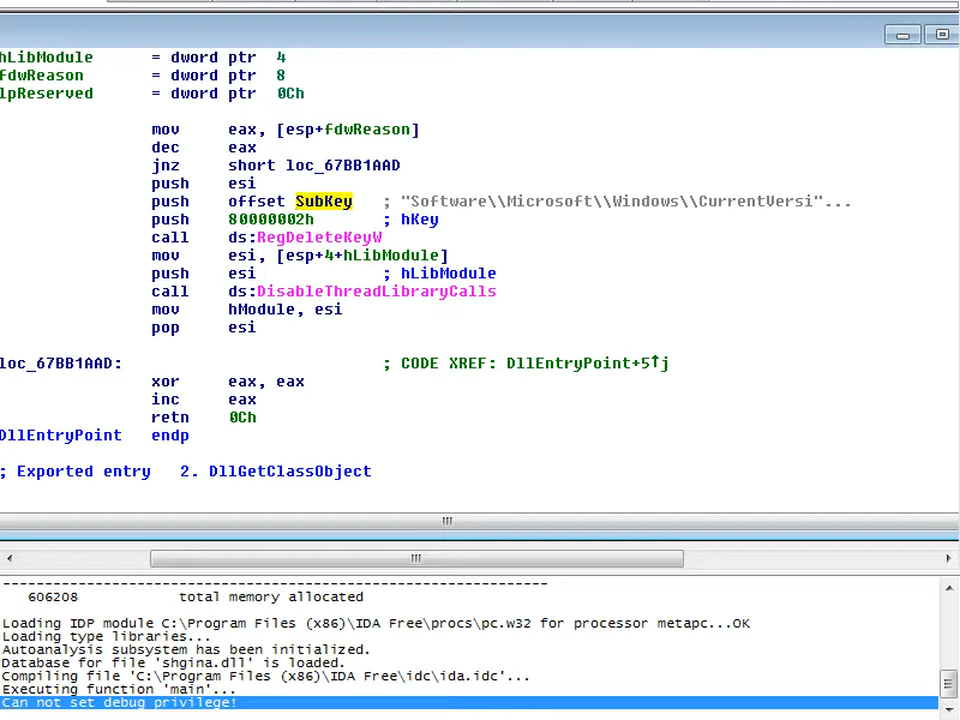 hLibModule = dword ptr 4
fdwReason = dword ptr 8
lpReserved = dword ptr 0Ch
mov eax, [esp+fdwReason]
dec eax
jnz short loc_67BB1AAD
push esi
push offset SubKey ; "Software\\Microsoft\\Windows\\CurrentVersi"...
push 80000002h ; hKey
call ds:RegDeleteKeyW
mov esi, [esp+4+hLibModule]
push esi ; hLibModule
call ds:DisableThreadLibraryCalls
mov hModule, esi
pop esi
loc_67BB1AAD: ; CODE XREF: DllEntryPoint+5↑j
xor eax, eax
inc eax
retn 0Ch
DllEntryPoint endp
; Exported entry 2. DllGetClassObject
---------------------------------------------------------------
606208 total memory allocated
Loading IDP module C:\Program Files (x86)\IDA Free\procs\pc.w32 for processor metapc...OK
Loading type libraries...
Autoanalysis subsystem has been initialized.
Database for file 'shgina.dll' is loaded.
Compiling file 'C:\Program Files (x86)\IDA Free\idc\ida.idc'...
Executing function 'main'...
Can not set debug privilege!